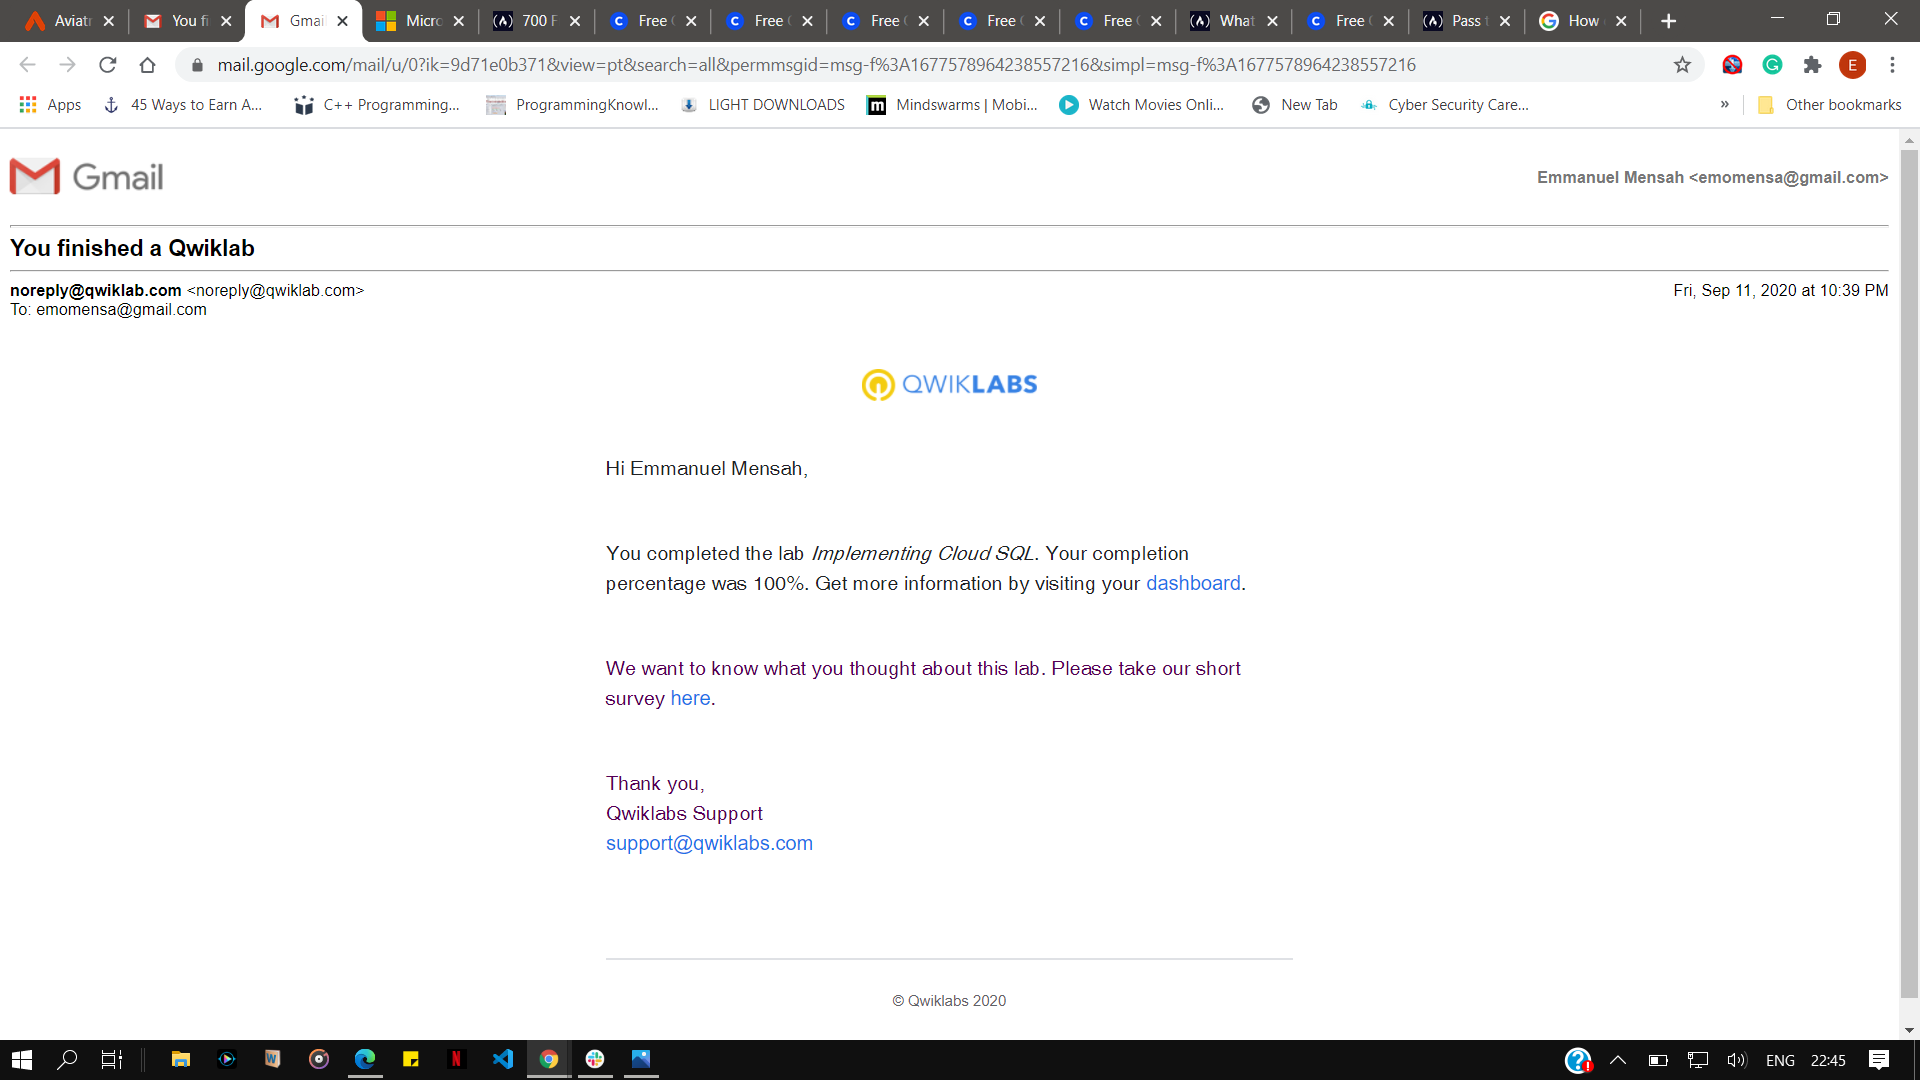 Aviatr
You fi
Gmai
Micro
700 F
Free
Free
Free
Free
Free
What
Free
Pass t
How
mail.google.com/mail/u/0?ik=9d71e0b371&view=pt&search=all&permmsgid=msg-f%3A1677578964238557216&simpl=msg-f%3A1677578964238557216
E
Apps
45 Ways to Earn A...
C++ Programming...
ProgrammingKnowl...
LIGHT DOWNLOADS
Mindswarms | Mobi...
Watch Movies Onli...
New Tab
Cyber Security Care...
»
Other bookmarks
Gmail
Emmanuel Mensah <emomensa@gmail.com>
You finished a Qwiklab
noreply@qwiklab.com <noreply@qwiklab.com>
Fri, Sep 11, 2020 at 10:39 PM
To: emomensa@gmail.com
QWIKLABS
Hi Emmanuel Mensah,
You completed the lab Implementing Cloud SQL. Your completion
percentage was 100%. Get more information by visiting your dashboard.
We want to know what you thought about this lab. Please take our short
survey here.
Thank you,
Qwiklabs Support
support@qwiklabs.com
© Qwiklabs 2020
ENG
22:45